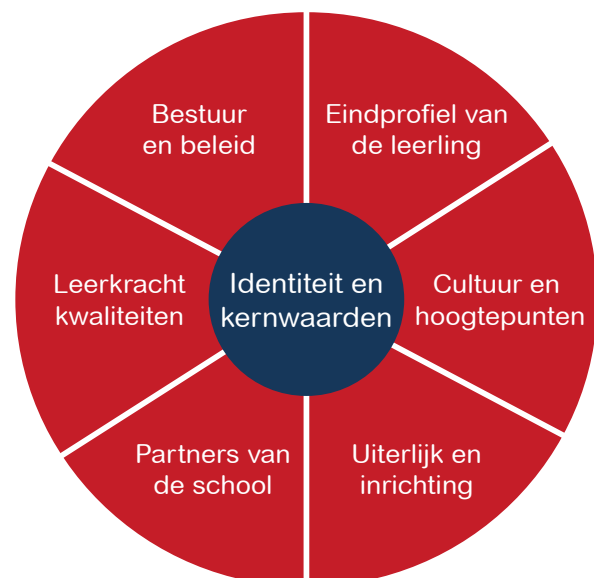 Bestuur
en beleid
Eindprofiel van
de leerling
Leerkracht
kwaliteiten
Identiteit en
kernwaarden
Cultuur en
hoogtepunten
Partners van
de school
Uiterlijk en
inrichting